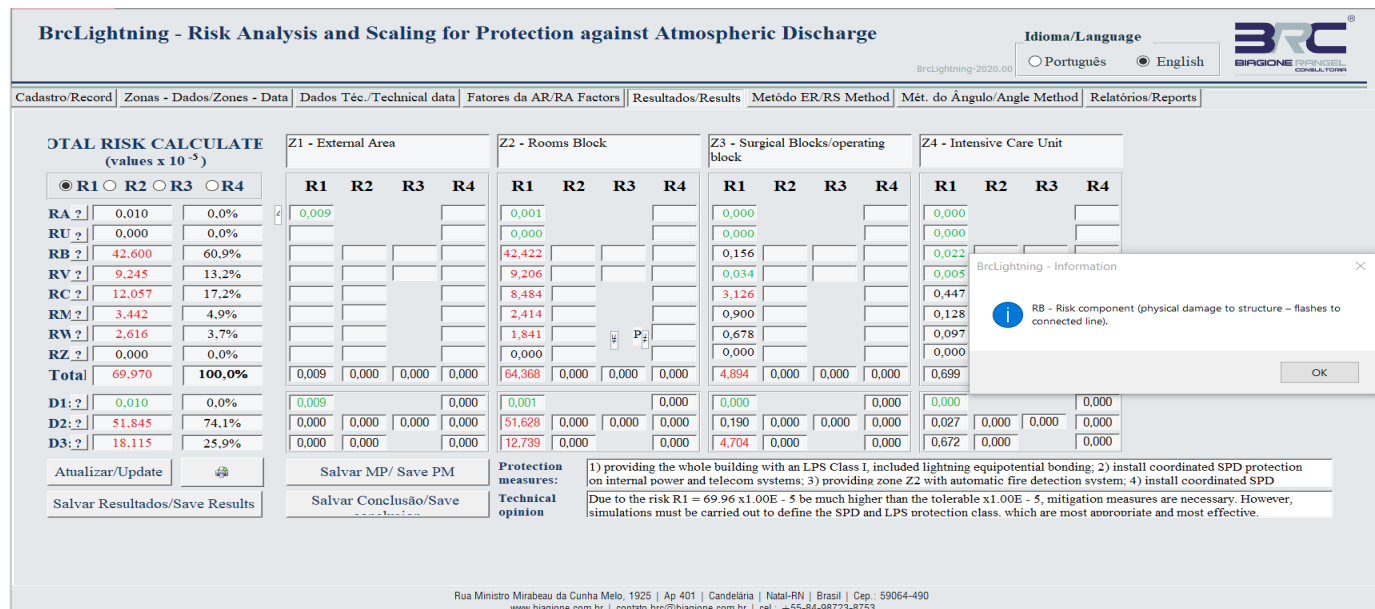 BrcLightning - Risk Analysis and Scaling for Protection against Atmospheric Discharge
BrcLightning-2020.00
Idioma/Language
Português English
BRC
®
BIAGIONE RANGEL
CONSULTORIA
Cadastro/Record Zonas - Dados/Zones - Data Dados Téc./Technical data Fatores da AR/RA Factors Resultados/Results Metódo ER/RS Method Mét. do Ângulo/Angle Method Relatórios/Reports
OTAL RISK CALCULATE
(values x 10 -5 )
Z1 - External Area
Z2 - Rooms Block
Z3 - Surgical Blocks/operating
block
Z4 - Intensive Care Unit
R1 R2 R3 R4 R1 R2 R3 R4 R1 R2 R3 R4 R1 R2 R3 R4 R1 R2 R3 R4
RA ? 0,010 0,0% 0,009 0,001 0,000 0,000
RU ? 0,000 0,0% 0,000 0,000 0,000
RB ? 42,600 60,9% 42,422 0,156 0,022
RV ? 9,245 13,2% 9,206 0,034 0,005
RC ? 12,057 17,2% 8,484 3,126 0,447
RM ? 3,442 4,9% 2,414 0,900 0,128
RW ? 2,616 3,7% 1,841 P 0,678 0,097
RZ ? 0,000 0,0% 0,000 0,000 0,000
Total 69,970 100,0% 0,009 0,000 0,000 0,000 64,368 0,000 0,000 0,000 4,894 0,000 0,000 0,000 0,699
D1: ? 0,010 0,0% 0,009 0,000 0,001 0,000 0,000 0,000 0,000 0,000
D2: ? 51,845 74,1% 0,000 0,000 0,000 0,000 51,628 0,000 0,000 0,000 0,190 0,000 0,000 0,000 0,027 0,000 0,000 0,000
D3: ? 18,115 25,9% 0,000 0,000 0,000 12,739 0,000 0,000 4,704 0,000 0,000 0,672 0,000 0,000
BrcLightning - Information
RB - Risk component (physical damage to structure – flashes to
connected line).
OK
Atualizar/Update
Salvar MP/ Save PM
Protection
measures:
1) providing the whole building with an LPS Class I, included lightning equipotential bonding; 2) install coordinated SPD protection
on internal power and telecom systems; 3) providing zone Z2 with automatic fire detection system; 4) install coordinated SPD
Salvar Resultados/Save Results
Salvar Conclusão/Save
Technical
opinion
Due to the risk R1 = 69.96 x1.00E - 5 be much higher than the tolerable x1.00E - 5, mitigation measures are necessary. However,
simulations must be carried out to define the SPD and LPS protection class, which are most appropriate and most effective.
Rua Ministro Mirabeau da Cunha Melo, 1925 | Ap 401 | Candelária | Natal-RN | Brasil | Cep.: 59064-490
www.biagione.com.br | contato.brc@biagione.com.br | cel.: +55-84-98723-8753